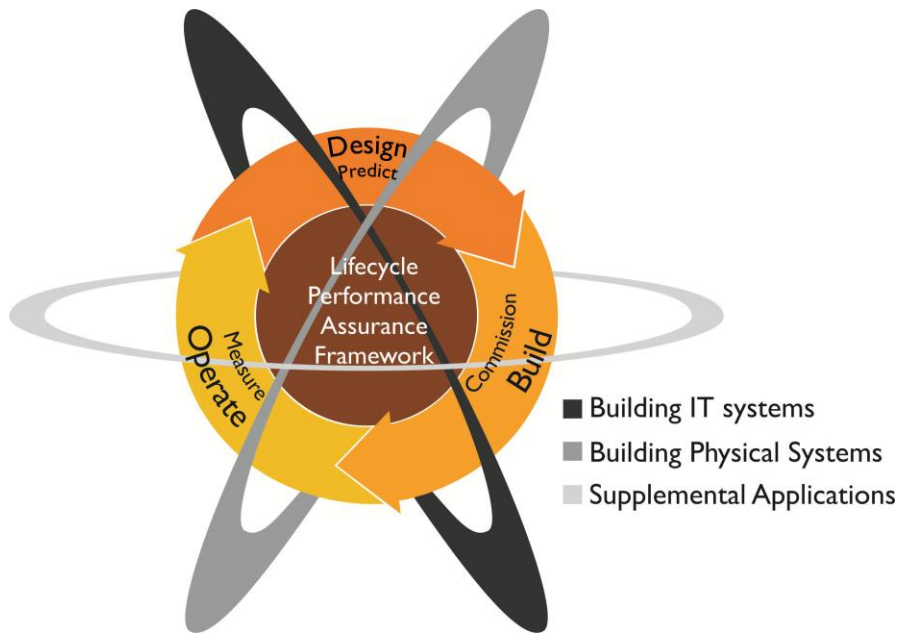 Design
Predict
Lifecycle
Performance
Assurance
Framework
Commission
Build
Measure
Operate
Building IT systems
Building Physical Systems
Supplemental Applications